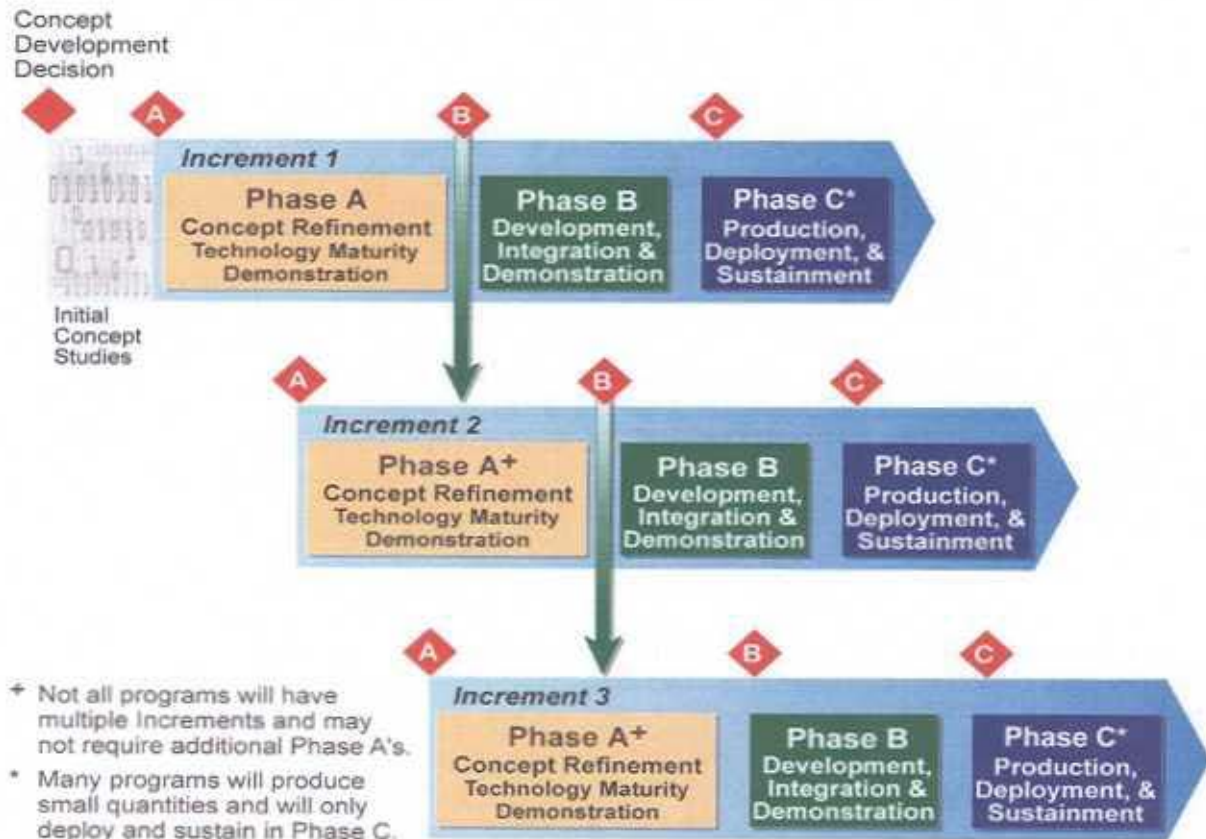 Concept
Development
Decision
A
B
C
Increment 1
Phase A
Concept Refinement
Technology Maturity
Demonstration
Phase B
Development,
Integration &
Demonstration
Phase C*
Production,
Deployment, &
Sustainment
Initial
Concept
Studies
A
B
C
Increment 2
Phase A+
Concept Refinement
Technology Maturity
Demonstration
Phase B
Development,
Integration &
Demonstration
Phase C*
Production,
Deployment, &
Sustainment
A
B
C
Increment 3
Phase A+
Concept Refinement
Technology Maturity
Demonstration
Phase B
Development,
Integration &
Demonstration
Phase C*
Production,
Deployment, &
Sustainment
+ Not all programs will have
multiple Increments and may
not require additional Phase A's.
* Many programs will produce
small quantities and will only
deploy and sustain in Phase C.